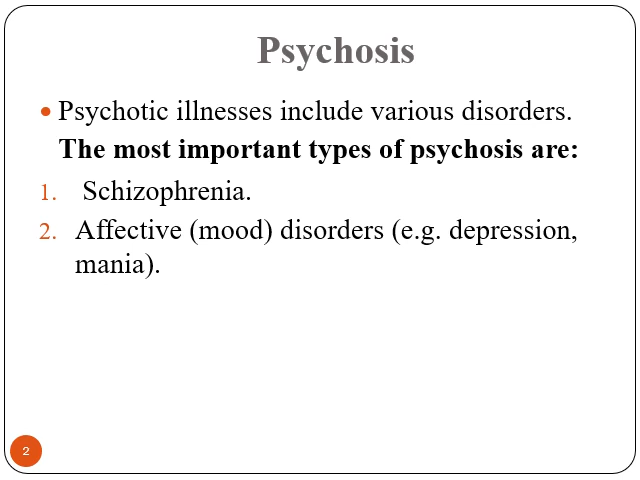 Psychosis
• Psychotic illnesses include various disorders.
The most important types of psychosis are:
1. Schizophrenia.
2. Affective (mood) disorders (e.g. depression,
mania).
2